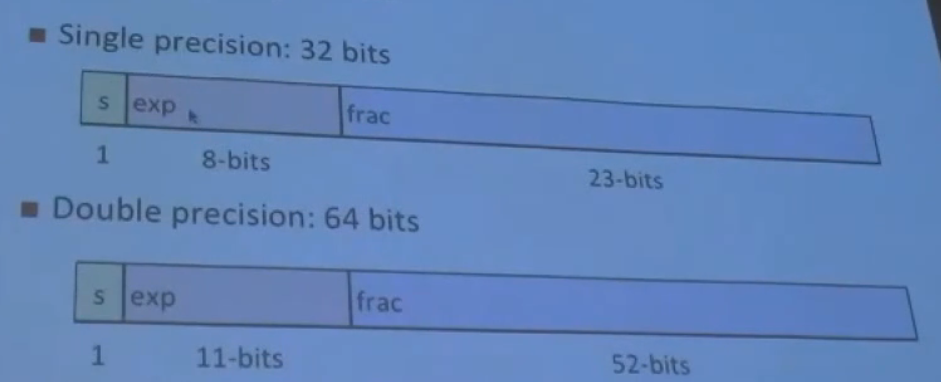 ■ Single precision: 32 bits
s exp frac
1 8-bits 23-bits
■ Double precision: 64 bits
s exp frac
1 11-bits 52-bits